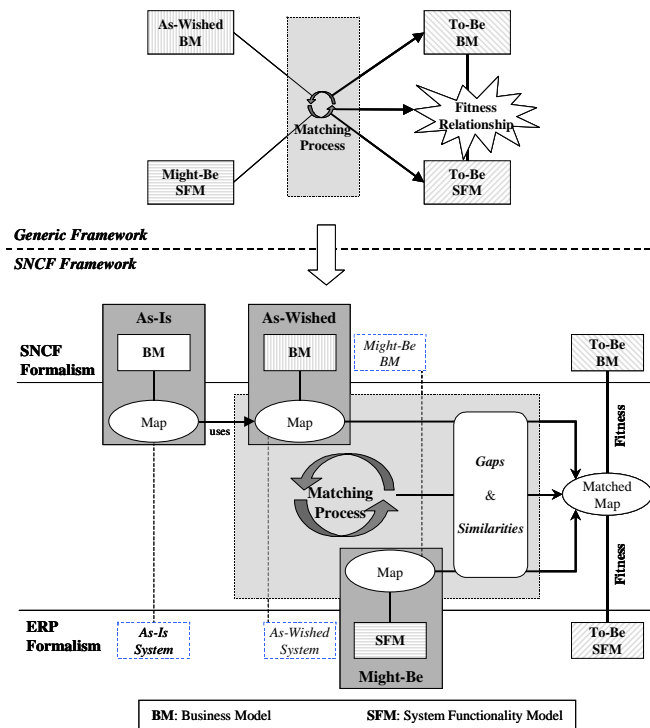 As-Wished
BM
To-Be
BM
Matching
Process
Fitness
Relationship
Might-Be
SFM
To-Be
SFM
Generic Framework
SNCF Framework
As-Is
As-Wished
SNCF
Formalism
BM
BM
Might-Be
BM
To-Be
BM
Map
uses
Map
Fitness
Gaps
&
Similarities
Matching
Process
Matched
Map
Map
Fitness
ERP
Formalism
As-Is
System
As-Wished
System
SFM
To-Be
SFM
Might-Be
BM: Business Model SFM: System Functionality Model